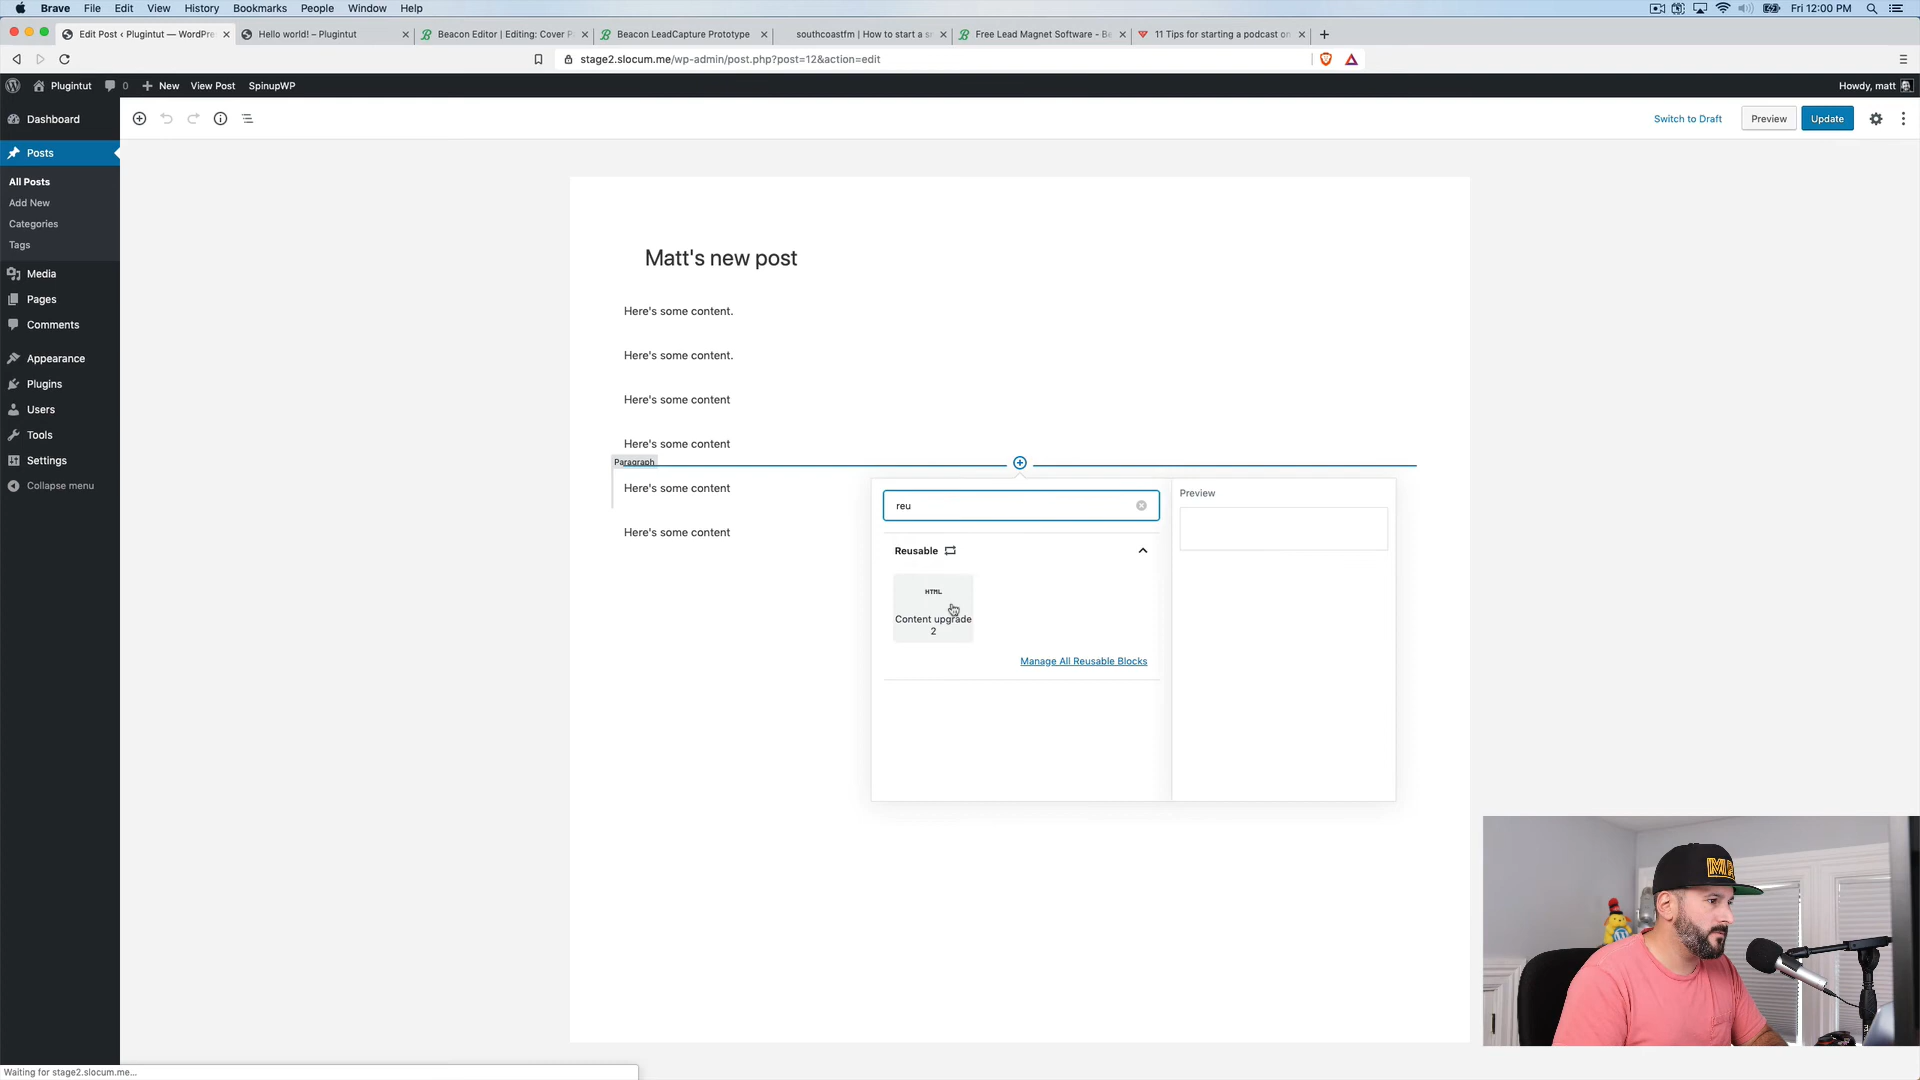 Brave File Edit View History Bookmarks People Window Help Fri 12:00 PM
Edit Post ‹ Plugintut — WordPre Hello world! – Plugintut Beacon Editor | Editing: Cover P Beacon LeadCapture Prototype southcoastfm | How to start a s Free Lead Magnet Software - Be 11 Tips for starting a podcast on
stage2.slocum.me/wp-admin/post.php?post=12&action=edit
Plugintut 0 New View Post SpinupWP Howdy, matt
Dashboard
Switch to Draft Preview Update
Posts
All Posts
Add New
Categories
Tags
Media
Pages
Comments
Appearance
Plugins
Users
Tools
Settings
Collapse menu
Matt's new post
Here's some content.
Here's some content.
Here's some content
Here's some content
Paragraph
Here's some content
Here's some content
reu
Reusable
HTML
Content upgrade
2
Manage All Reusable Blocks
Preview
Waiting for stage2.slocum.me...